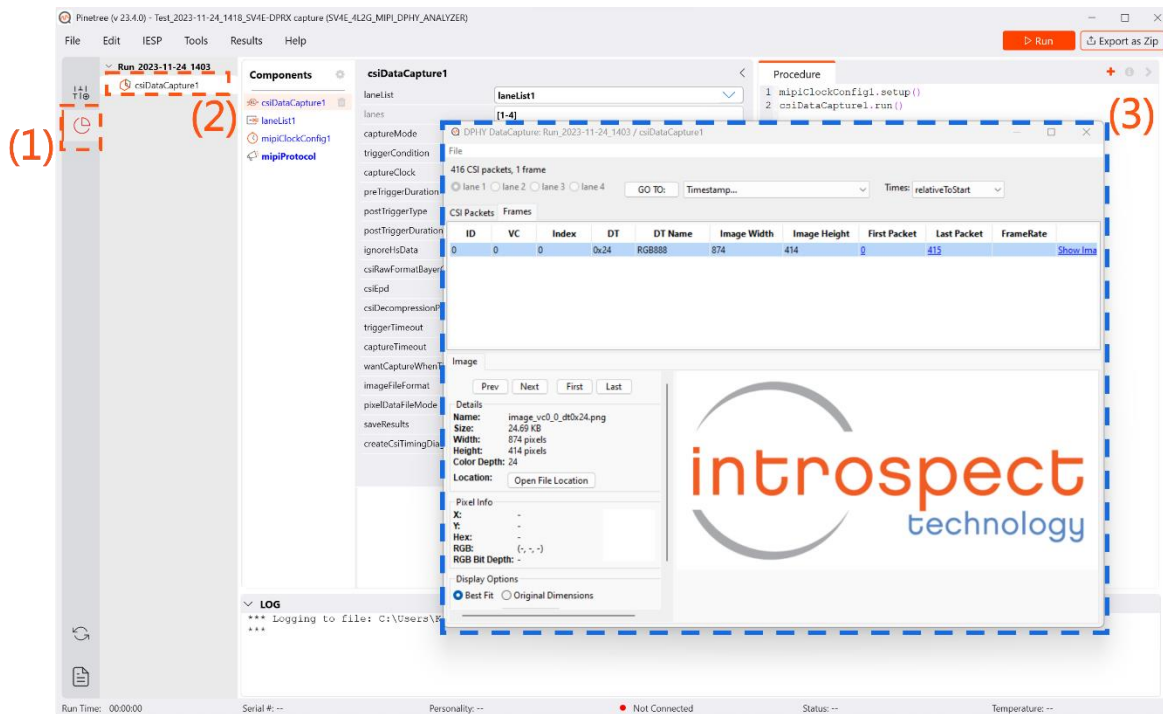 Pinetree (v 23.4.0) - Test_2023-11-24_1418_SV4E-DPRX capture (SV4E_4L2G_MIPI_DPHY_ANALYZER)
File Edit IESP Tools Results Help
Run Export as Zip
Run_2023-11-24_1403
csiDataCapture1
(1)
(2)
(3)
Components
csiDataCapture1
laneList1
mipiClockConfig1
mipiProtocol
csiDataCapture1
laneList laneList1
lanes [1-4]
captureMode
triggerCondition
captureClock
preTriggerDuration
postTriggerType
postTriggerDuration
ignoreHsData
csiRawFormatBayer
csiEpd
csiDecompressionP
triggerTimeout
captureTimeout
wantCaptureWhenT
imageFileFormat
pixelDataFileMode
saveResults
createCsiTimingDia
Procedure
1 mipiClockConfig1.setup()
2 csiDataCapture1.run()
DPHY DataCapture: Run_2023-11-24_1403 / csiDataCapture1
File
416 CSI packets, 1 frame
lane 1 lane 2 lane 3 lane 4 GO TO: Timestamp... Times: relativeToStart
CSI Packets Frames
ID VC Index DT DT Name Image Width Image Height First Packet Last Packet FrameRate
0 0 0 0x24 RGB888 874 414 0 415 Show Ima
Image
Prev Next First Last
Details
Name: image_vc0_0_dt0x24.png
Size: 24.69 KB
Width: 874 pixels
Height: 414 pixels
Color Depth: 24
Location: Open File Location
Pixel Info
X: -
Y: -
Hex: -
RGB: (-, -, -)
RGB Bit Depth: -
Display Options
Best Fit Original Dimensions
introspect
technology
LOG
*** Logging to file: C:\Users\K
***
Run Time: 00:00:00 Serial #: -- Personality: -- Not Connected Status: -- Temperature: --